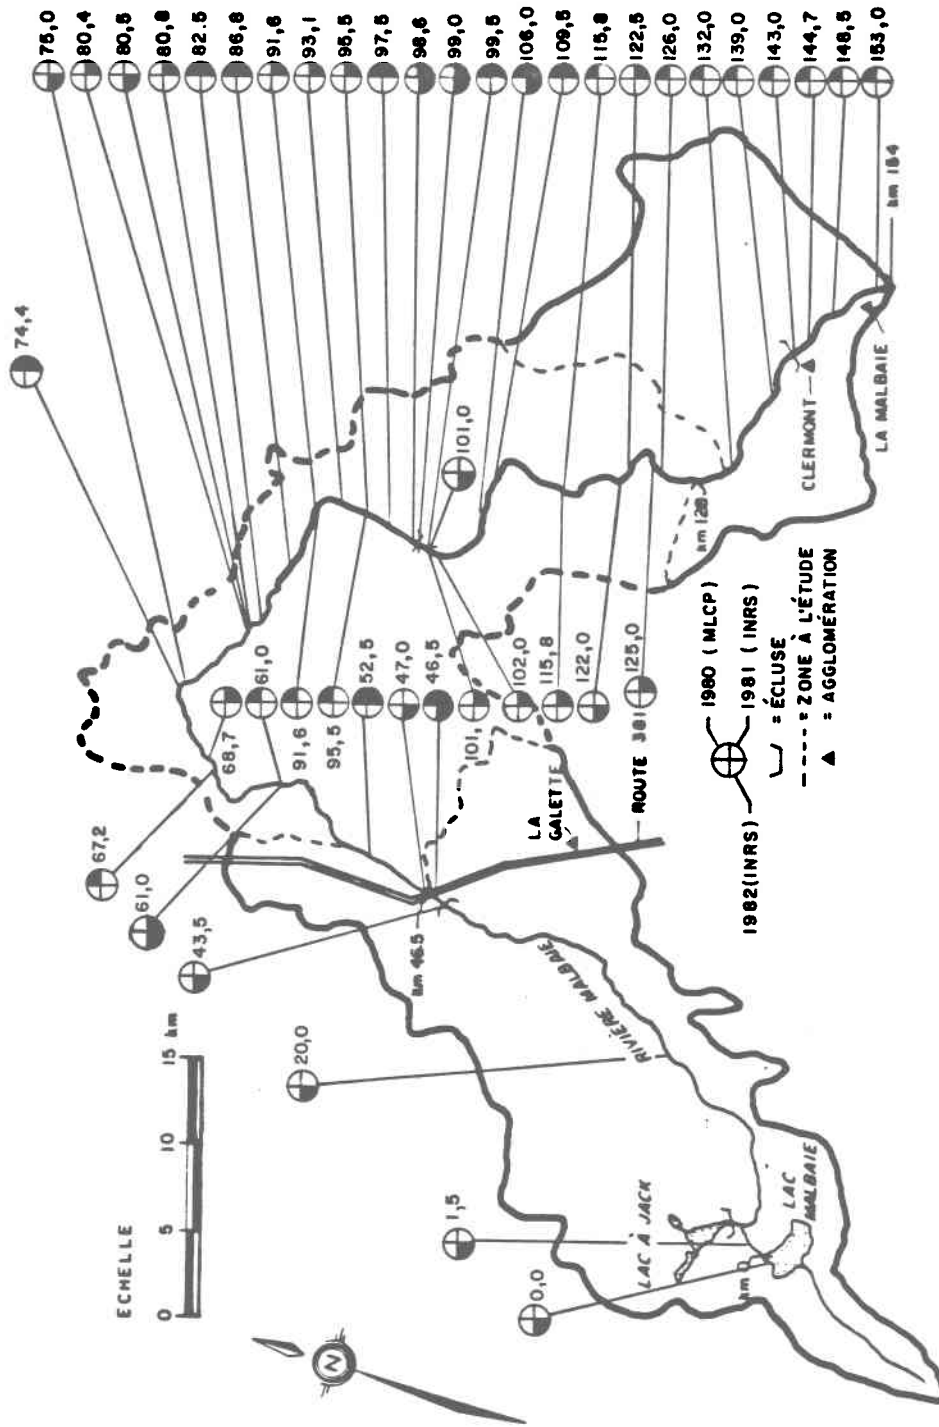 75,0
80,4
80,5
80,8
82.5
86,8
91,6
93,1
95,5
97,5
98,6
99,0
99,5
106,0
109,5
115,8
122,5
126,0
132,0
139,0
143,0
144,7
148,5
153,0
74,4
101,0
km 154
LA MALBAIE
CLERMONT
km 128
68,7
61,0
91,6
95,5
52,5
47,0
46,5
101,
102,0
115,8
122,0
125,0
67,2
61,0
43,5
20,0
1,5
0,0
km 46.5
LA
GALETTE
ROUTE 381
RIVIÈRE MALBAIE
LAC À JACK
LAC
MALBAIE
km 0
ECHELLE
0 5 10 15 km
N
1980 (MLCP)
1982(INRS)
1981 (INRS)
= ÉCLUSE
= ZONE À L'ÉTUDE
= AGGLOMÉRATION